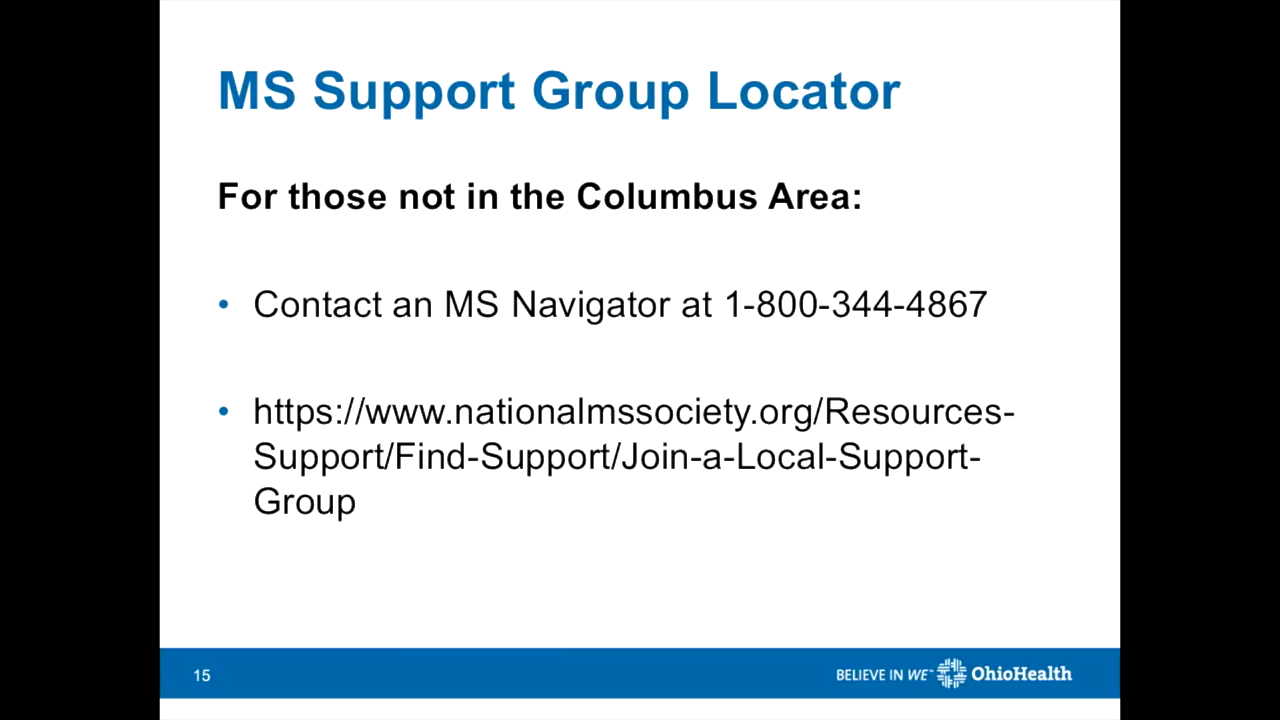 MS Support Group Locator
For those not in the Columbus Area:
• Contact an MS Navigator at 1-800-344-4867
• https://www.nationalmssociety.org/Resources-
Support/Find-Support/Join-a-Local-Support-
Group
15
BELIEVE IN WE™ OhioHealth